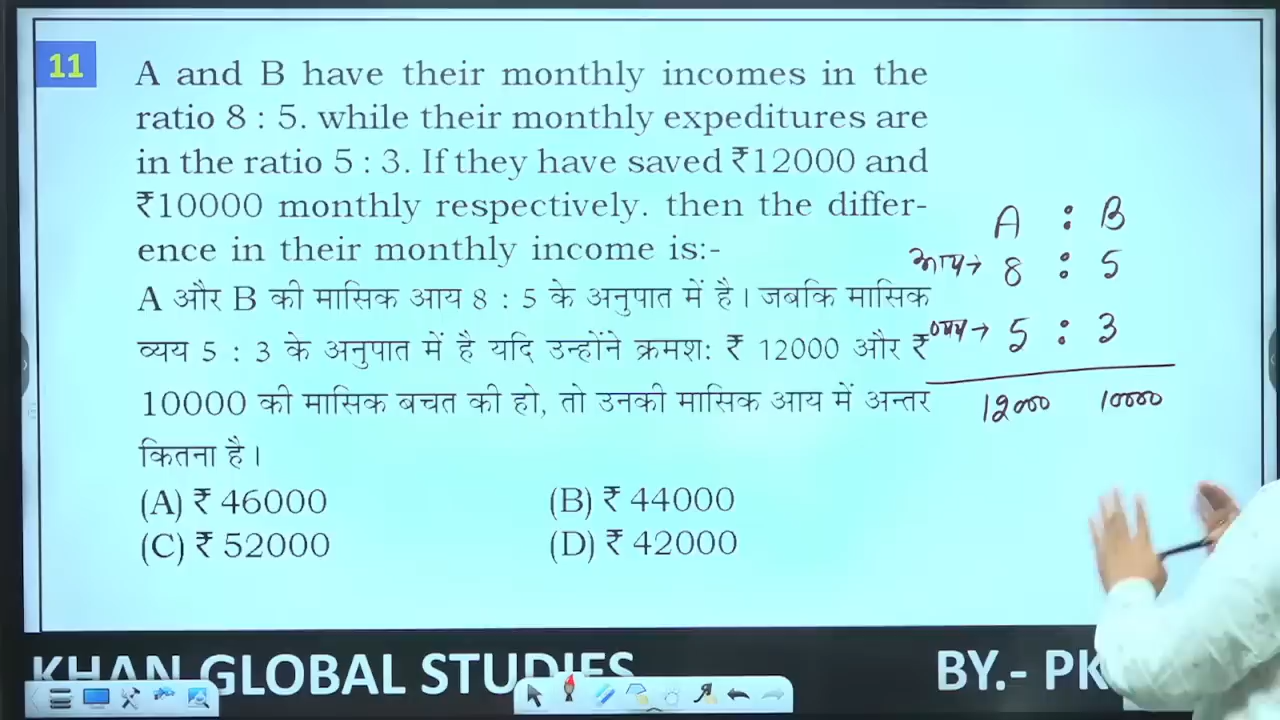 11
A and B have their monthly incomes in the
ratio 8 : 5. while their monthly expeditures are
in the ratio 5 : 3. If they have saved ₹12000 and
₹10000 monthly respectively. then the differ-
ence in their monthly income is:-
A और B की मासिक आय 8 : 5 के अनुपात में है। जबकि मासिक
व्यय 5 : 3 के अनुपात में है यदि उन्होंने क्रमशः ₹ 12000 और ₹
10000 की मासिक बचत की हो, तो उनकी मासिक आय में अन्तर
कितना है।
(A) ₹ 46000 (B) ₹ 44000
(C) ₹ 52000 (D) ₹ 42000
A : B
आय→ 8 : 5
व्यय→ 5 : 3
12000 10000
KHAN GLOBAL STUDIES
BY.- PK